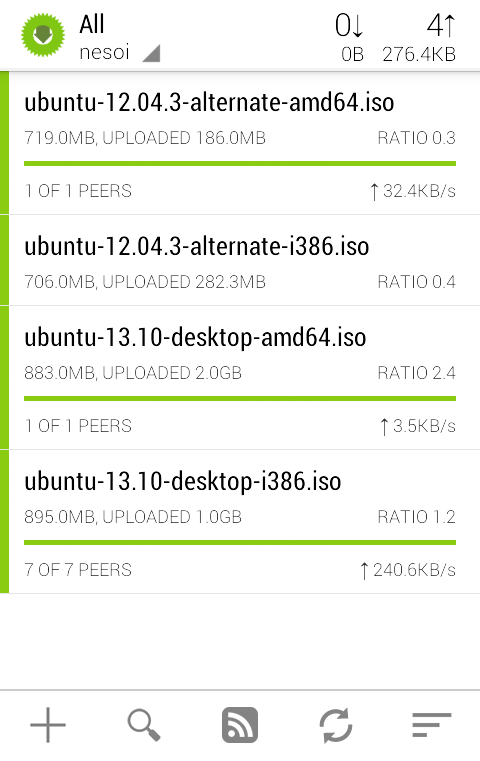 All 0↓ 4↑
nesoi 0B 276.4KB
ubuntu-12.04.3-alternate-amd64.iso
719.0MB, UPLOADED 186.0MB RATIO 0.3
1 OF 1 PEERS ↑32.4KB/s
ubuntu-12.04.3-alternate-i386.iso
706.0MB, UPLOADED 282.3MB RATIO 0.4
ubuntu-13.10-desktop-amd64.iso
883.0MB, UPLOADED 2.0GB RATIO 2.4
1 OF 1 PEERS ↑3.5KB/s
ubuntu-13.10-desktop-i386.iso
895.0MB, UPLOADED 1.0GB RATIO 1.2
7 OF 7 PEERS ↑240.6KB/s